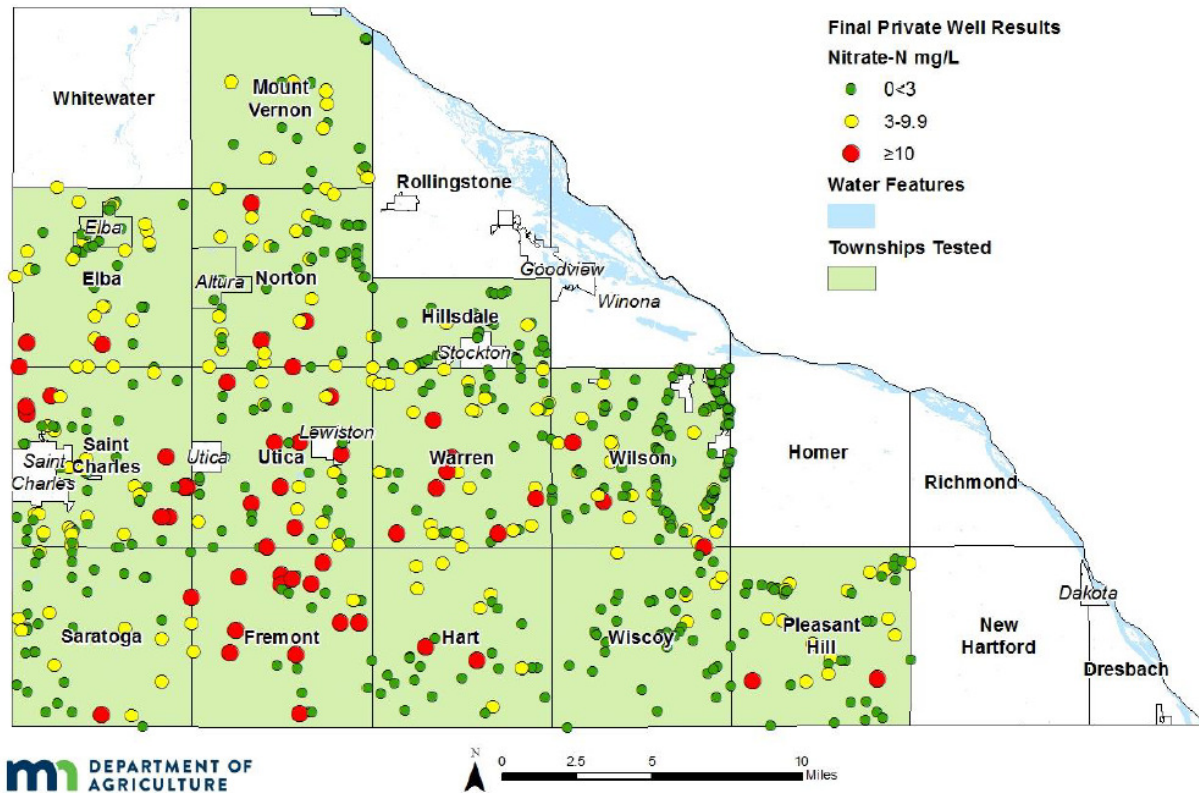 Final Private Well Results
Nitrate-N mg/L
0<3
3-9.9
≥10
Water Features
Townships Tested
Whitewater
Mount
Vernon
Rollingstone
Elba
Elba
Altura
Norton
Goodview
Winona
Hillsdale
Stockton
Saint
Charles
Saint
Charles
Utica
Utica
Lewiston
Warren
Wilson
Homer
Richmond
Dakota
Saratoga
Fremont
Hart
Wiscoy
Pleasant
Hill
New
Hartford
Dresbach
mn DEPARTMENT OF
AGRICULTURE
N
0 2.5 5 10
Miles